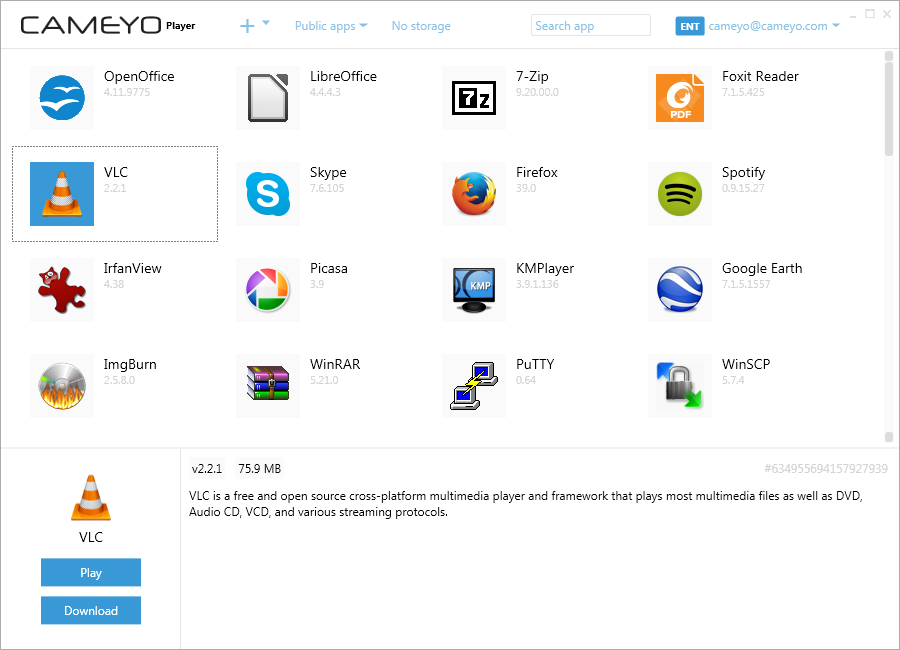 CAMEYO Player Public apps No storage Search app ENT cameyo@cameyo.com
OpenOffice LibreOffice 7-Zip Foxit Reader
4.11.9775 4.4.4.3 9.20.00.0 7.1.5.425
7z PDF
VLC Skype Firefox Spotify
2.2.1 7.6.105 39.0 0.9.15.27
S
IrfanView Picasa KMPlayer Google Earth
4.38 3.9 3.9.1.136 7.1.5.1557
KMP
ImgBurn WinRAR PuTTY WinSCP
2.5.8.0 5.21.0 0.64 5.7.4
v2.2.1 75.9 MB #634955694157927939
VLC is a free and open source cross-platform multimedia player and framework that plays most multimedia files as well as DVD,
Audio CD, VCD, and various streaming protocols.
VLC
Play
Download